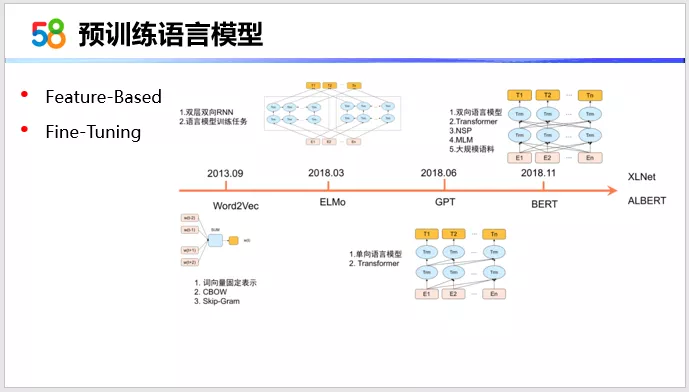 58 预训练语言模型
• Feature-Based
• Fine-Tuning
1.双层双向RNN
2.语言模型训练任务
T1 T2 ... Tn
E1 E2 ... En
1.双向语言模型
2.Transformer
3.NSP
4.MLM
5.大规模语料
T1 T2 ... Tn
Trm Trm ... Trm
Trm Trm ... Trm
E1 E2 ... En
2013.09 2018.03 2018.06 2018.11 XLNet
Word2Vec ELMo GPT BERT ALBERT
w(t-2)
w(t-1)
SUM
w(t)
w(t+1)
w(t+2)
1. 词向量固定表示
2. CBOW
3. Skip-Gram
1.单向语言模型
2. Transformer
T1 T2 ... Tn
Trm Trm ... Trm
Trm Trm ... Trm
E1 E2 ... En